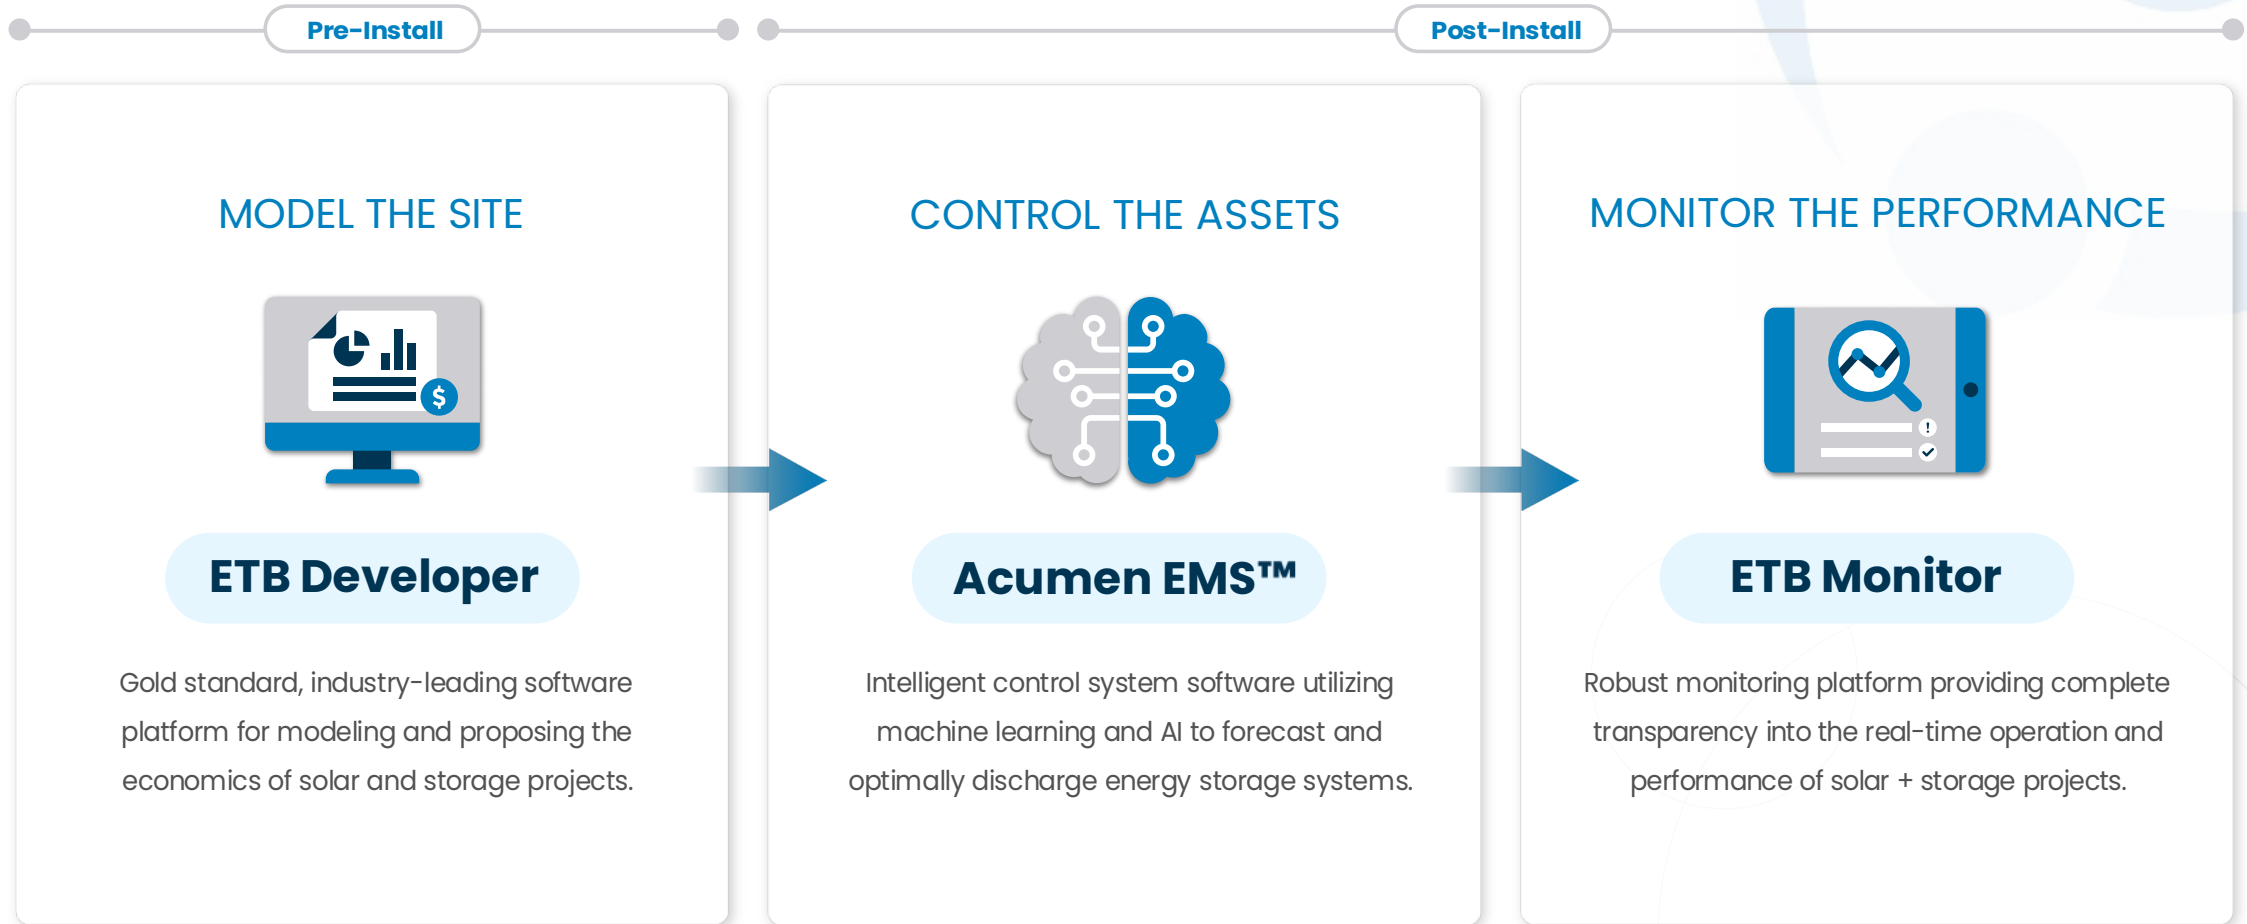 Pre-Install
Post-Install
MODEL THE SITE
$
ETB Developer
Gold standard, industry-leading software
platform for modeling and proposing the
economics of solar and storage projects.
CONTROL THE ASSETS
Acumen EMS™
Intelligent control system software utilizing
machine learning and AI to forecast and
optimally discharge energy storage systems.
MONITOR THE PERFORMANCE
!
ETB Monitor
Robust monitoring platform providing complete
transparency into the real-time operation and
performance of solar + storage projects.